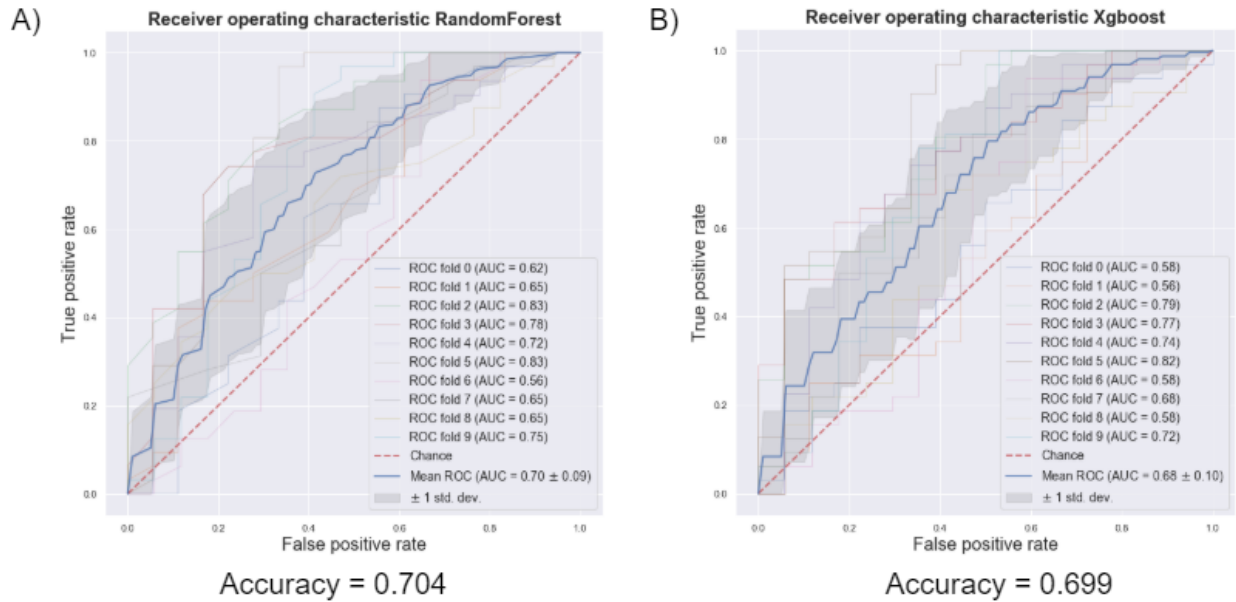 A)
Receiver operating characteristic RandomForest
True positive rate
1.0
0.8
0.6
0.4
0.2
0.0
ROC fold 0 (AUC = 0.62)
ROC fold 1 (AUC = 0.65)
ROC fold 2 (AUC = 0.83)
ROC fold 3 (AUC = 0.78)
ROC fold 4 (AUC = 0.72)
ROC fold 5 (AUC = 0.83)
ROC fold 6 (AUC = 0.56)
ROC fold 7 (AUC = 0.65)
ROC fold 8 (AUC = 0.65)
ROC fold 9 (AUC = 0.75)
Chance
Mean ROC (AUC = 0.70 ± 0.09)
± 1 std. dev.
0.0 0.2 0.4 0.6 0.8 1.0
False positive rate
Accuracy = 0.704
B)
Receiver operating characteristic Xgboost
True positive rate
1.0
0.8
0.6
0.4
0.2
0.0
ROC fold 0 (AUC = 0.58)
ROC fold 1 (AUC = 0.56)
ROC fold 2 (AUC = 0.79)
ROC fold 3 (AUC = 0.77)
ROC fold 4 (AUC = 0.74)
ROC fold 5 (AUC = 0.82)
ROC fold 6 (AUC = 0.58)
ROC fold 7 (AUC = 0.68)
ROC fold 8 (AUC = 0.58)
ROC fold 9 (AUC = 0.72)
Chance
Mean ROC (AUC = 0.68 ± 0.10)
± 1 std. dev.
0.0 0.2 0.4 0.6 0.8 1.0
False positive rate
Accuracy = 0.699